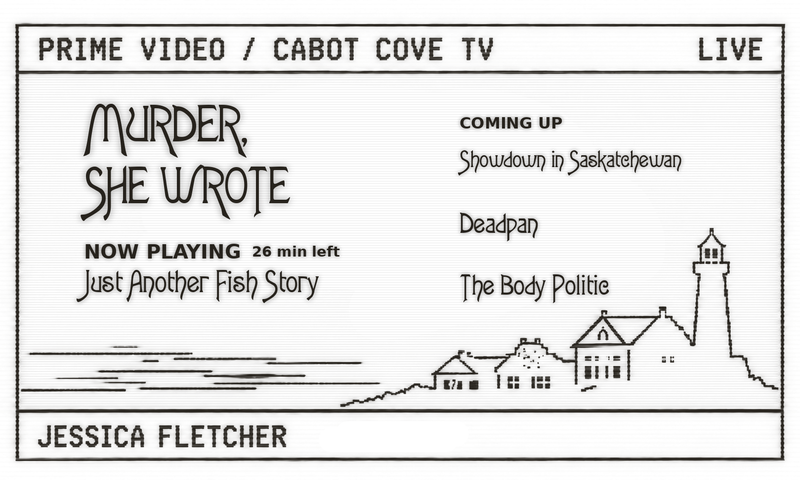 PRIME VIDEO / CABOT COVE TV
LIVE
MURDER,
SHE WROTE
NOW PLAYING 26 min left
Just Another Fish Story
COMING UP
Showdown in Saskatchewan
Deadpan
The Body Politic
JESSICA FLETCHER